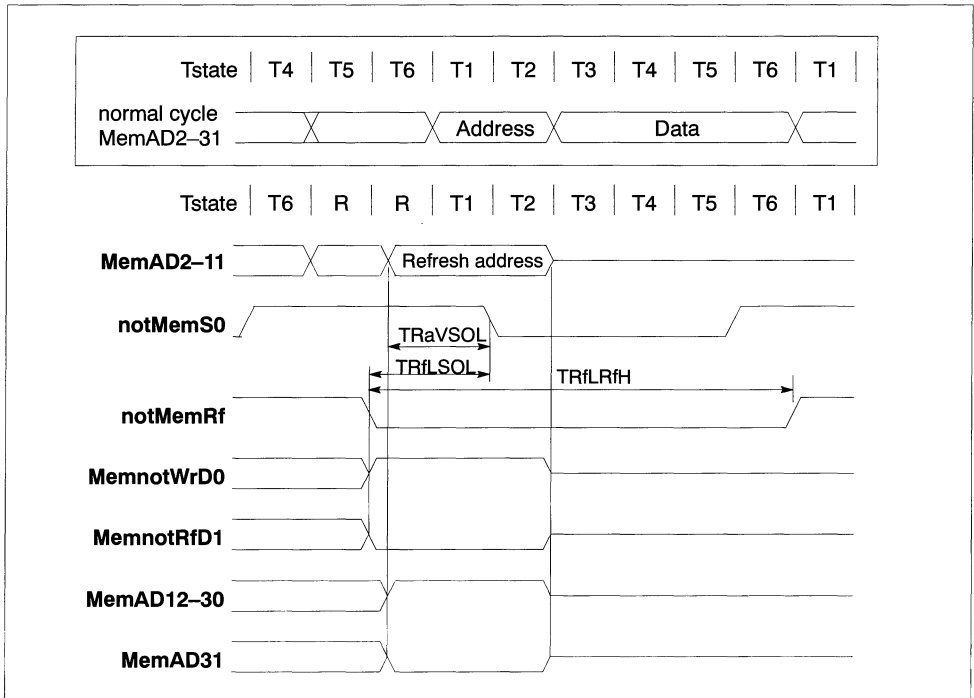 Tstate T4 T5 T6 T1 T2 T3 T4 T5 T6 T1
normal cycle
MemAD2–31 Address Data
Tstate T6 R R T1 T2 T3 T4 T5 T6 T1
MemAD2–11 Refresh address
notMemS0
TRaVSOL
TRfLSOL
TRfLRfH
notMemRf
MemnotWrD0
MemnotRfD1
MemAD12–30
MemAD31